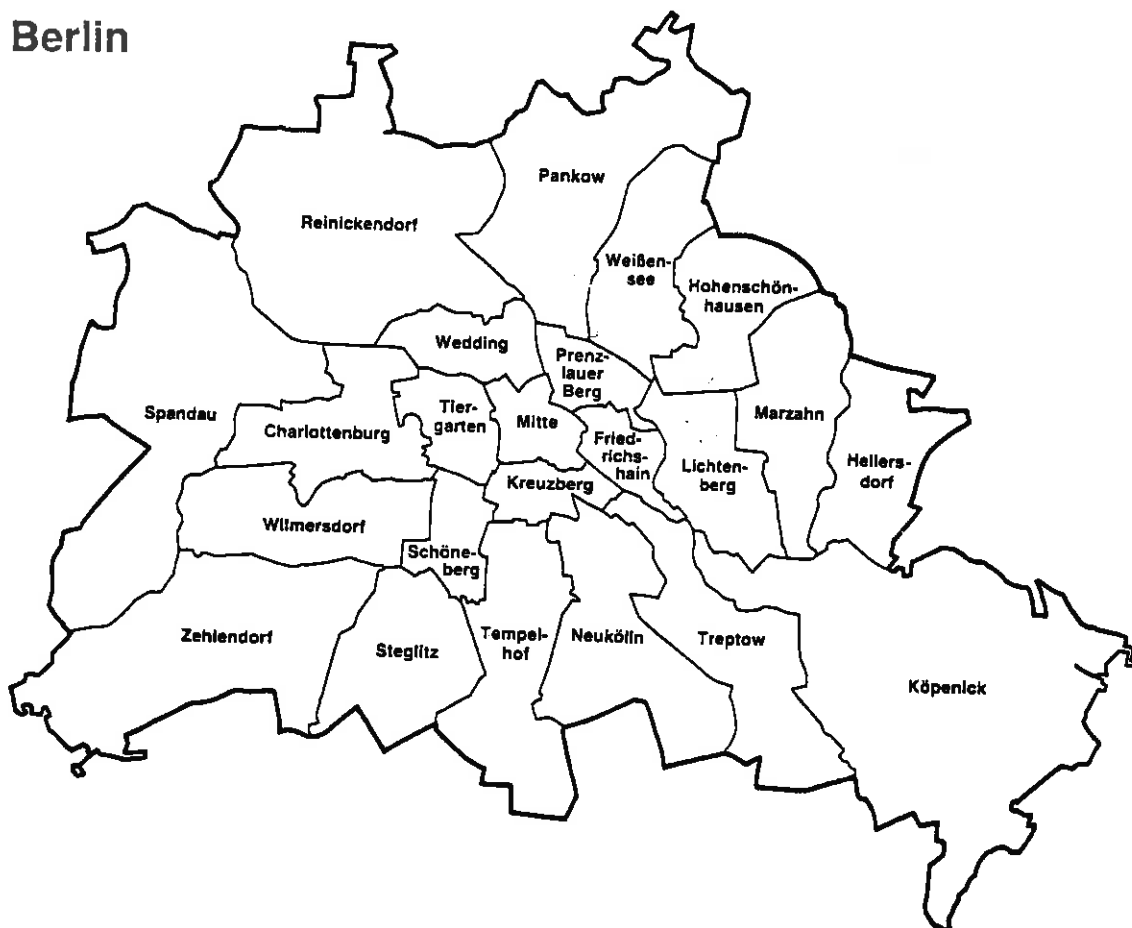 Berlin
Pankow
Reinickendorf
Weißen-
see
Hohenschön-
hausen
Wedding
Prenz-
lauer
Berg
Spandau
Charlottenburg
Tier-
garten
Mitte
Marzahn
Fried-
richs-
hain
Lichten-
berg
Hellers-
dorf
Kreuzberg
Wilmersdorf
Schöne-
berg
Zehlendorf
Steglitz
Tempel-
hof
Neukölln
Treptow
Köpenick